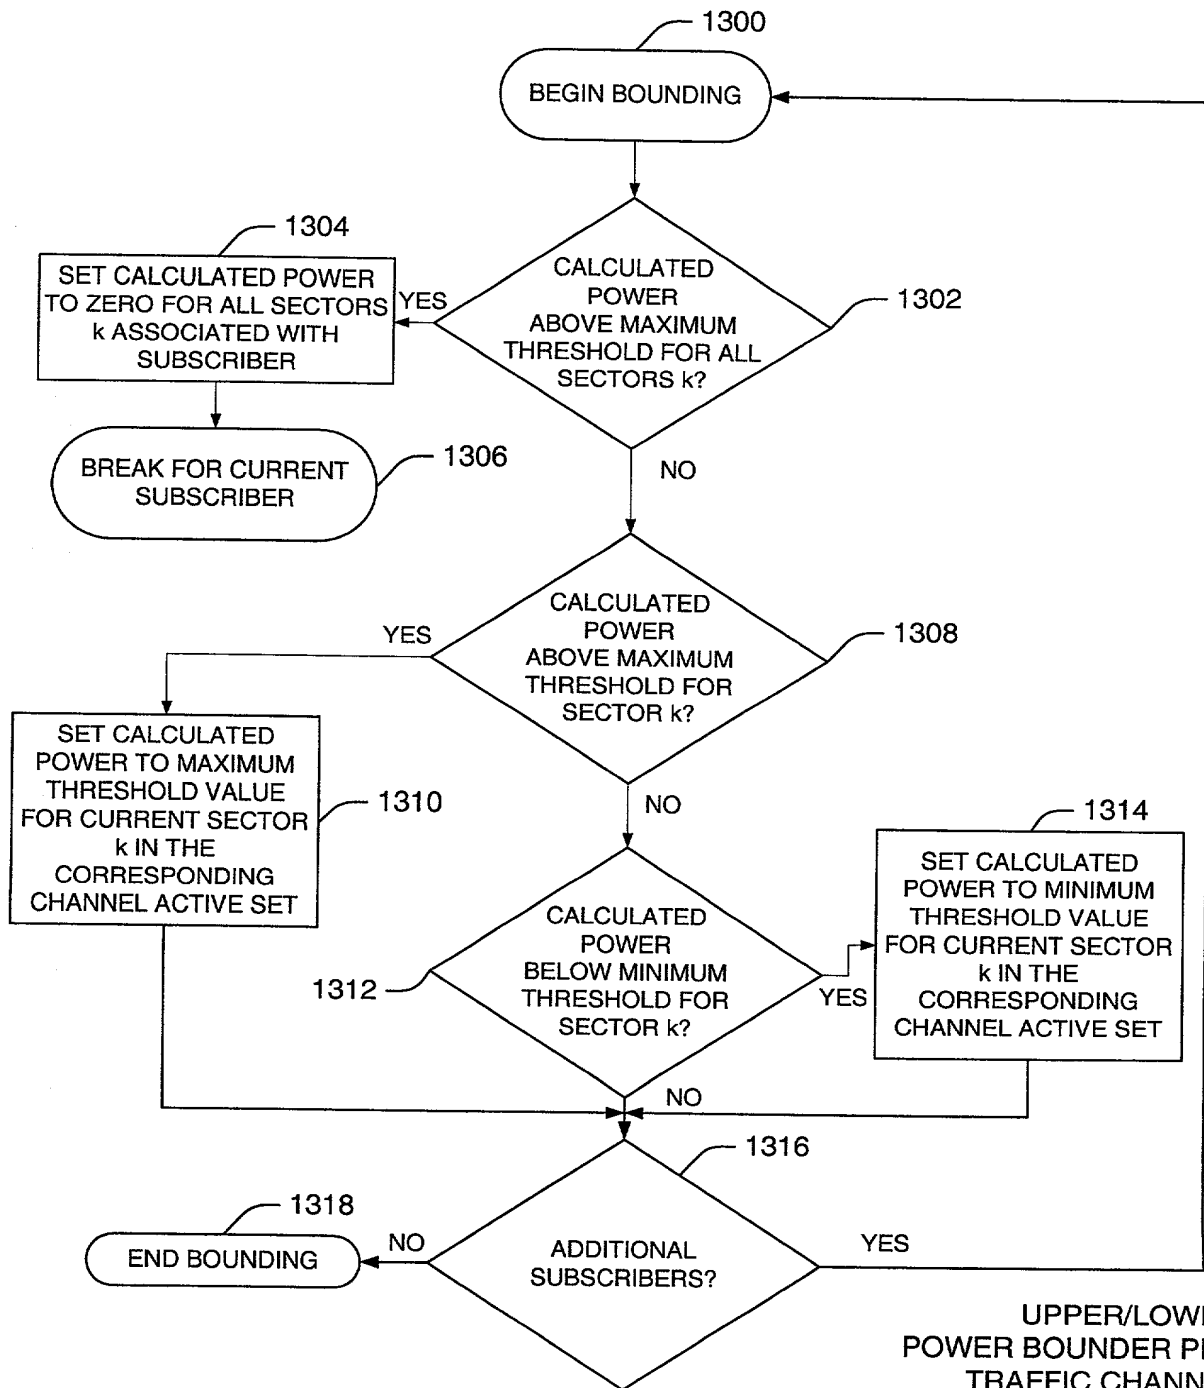 1300
BEGIN BOUNDING
1304
SET CALCULATED POWER
TO ZERO FOR ALL SECTORS
k ASSOCIATED WITH
SUBSCRIBER
YES
CALCULATED
POWER
ABOVE MAXIMUM
THRESHOLD FOR ALL
SECTORS k?
1302
BREAK FOR CURRENT
SUBSCRIBER
1306
NO
YES
CALCULATED
POWER
ABOVE MAXIMUM
THRESHOLD FOR
SECTOR k?
1308
SET CALCULATED
POWER TO MAXIMUM
THRESHOLD VALUE
FOR CURRENT SECTOR
k IN THE
CORRESPONDING
CHANNEL ACTIVE SET
1310
NO
1312
CALCULATED
POWER
BELOW MINIMUM
THRESHOLD FOR
SECTOR k?
YES
1314
SET CALCULATED
POWER TO MINIMUM
THRESHOLD VALUE
FOR CURRENT SECTOR
k IN THE
CORRESPONDING
CHANNEL ACTIVE SET
NO
1316
1318
END BOUNDING
NO
ADDITIONAL
SUBSCRIBERS?
YES
POWER BOUNDER
TRAFFIC